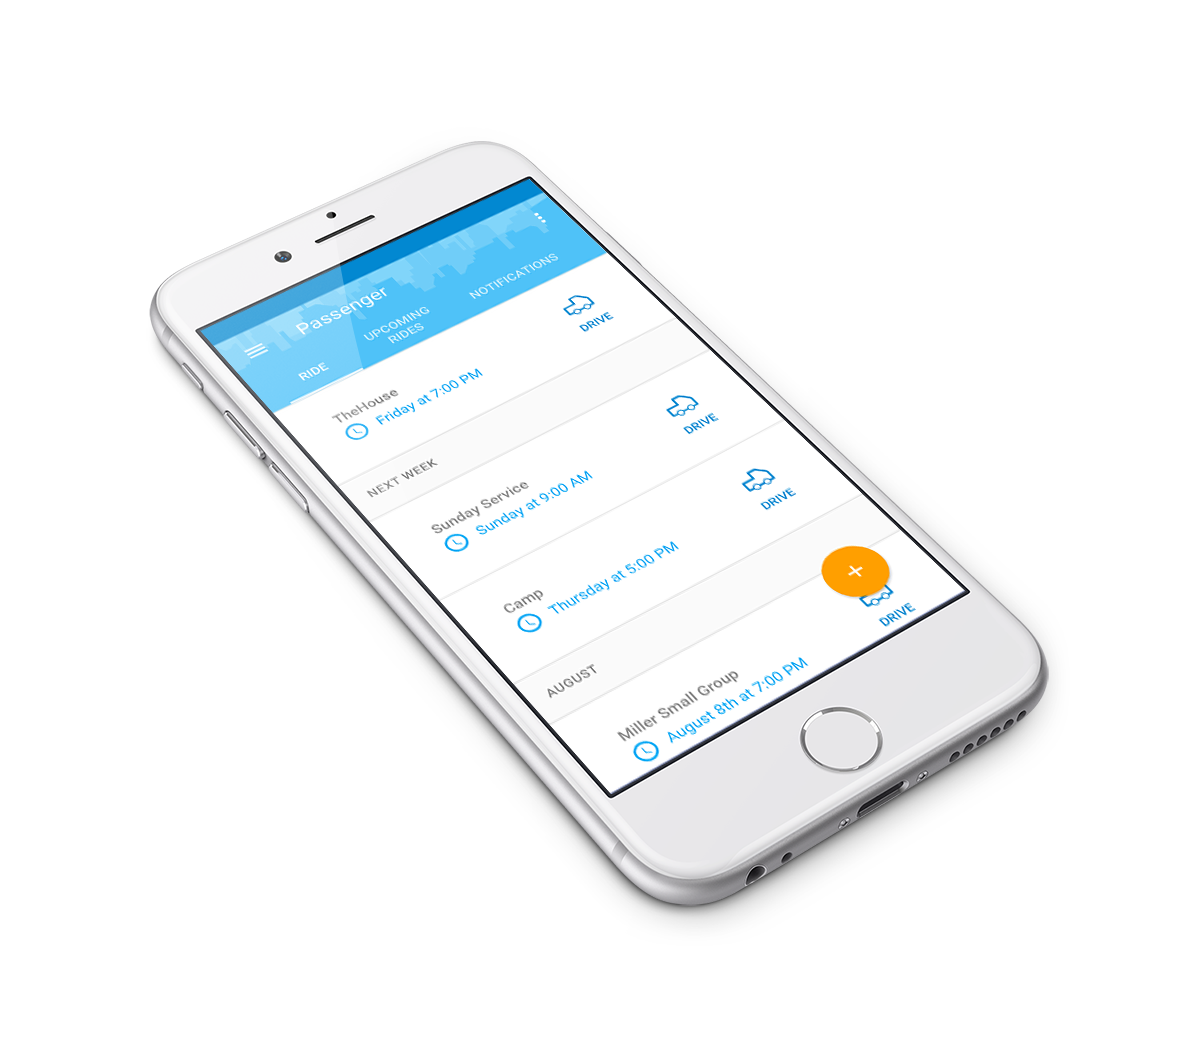 Passenger
RIDE
UPCOMING
RIDES
NOTIFICATIONS
TheHouse
Friday at 7:00 PM
DRIVE
NEXT WEEK
Sunday Service
Sunday at 9:00 AM
DRIVE
Camp
Thursday at 5:00 PM
DRIVE
AUGUST
Miller Small Group
August 8th at 7:00 PM
DRIVE